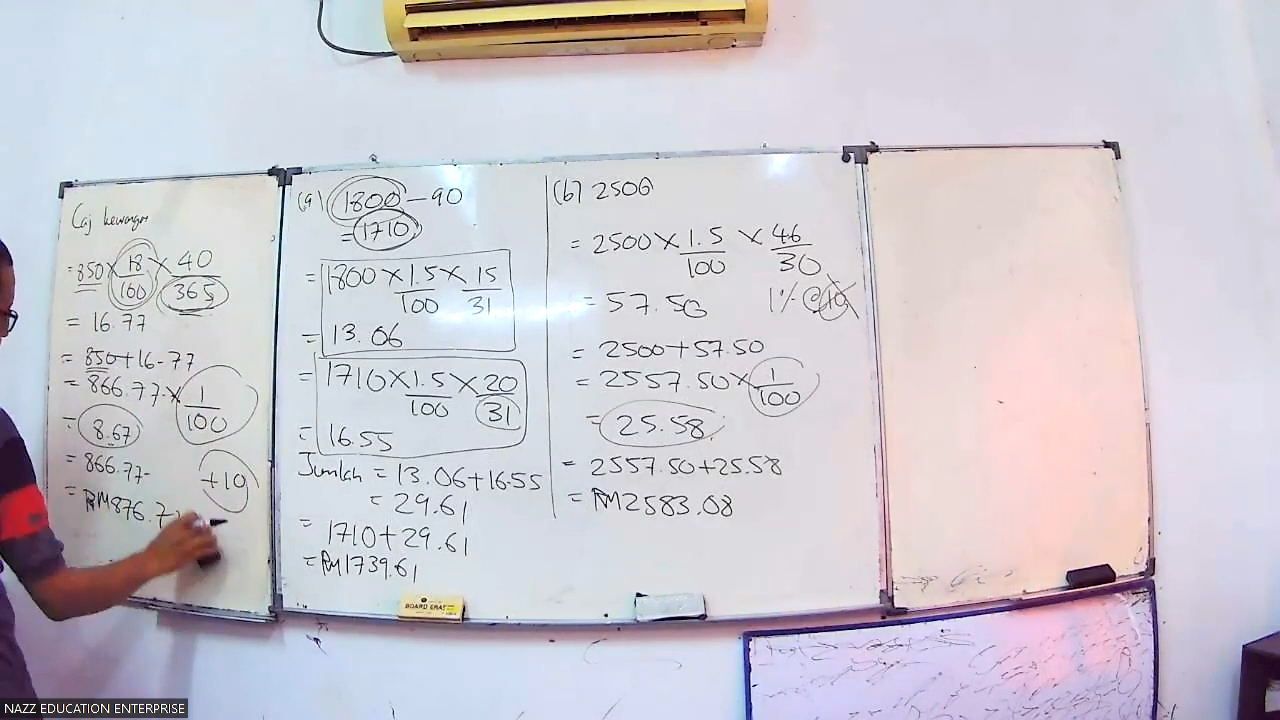 Caj kewangan
= 850 × 18/100 × 40/365
= 16.77
= 850+16.77
= 866.77 × 1/100
= 8.67
= 866.77 +10
= RM876.77
(a) 1800 - 90
= 1710
= 1800 × 1.5/100 × 15/31
= 13.06
= 1710 × 1.5/100 × 20/31
= 16.55
Jumlah = 13.06+16.55
= 29.61
= 1710+29.61
= RM1739.61
(b) 2500
= 2500 × 1.5/100 × 46/30
= 57.50 1% @ 10
= 2500+57.50
= 2557.50 × 1/100
= 25.58
= 2557.50+25.58
= RM2583.08
BOARD ERASER
NAZZ EDUCATION ENTERPRISE